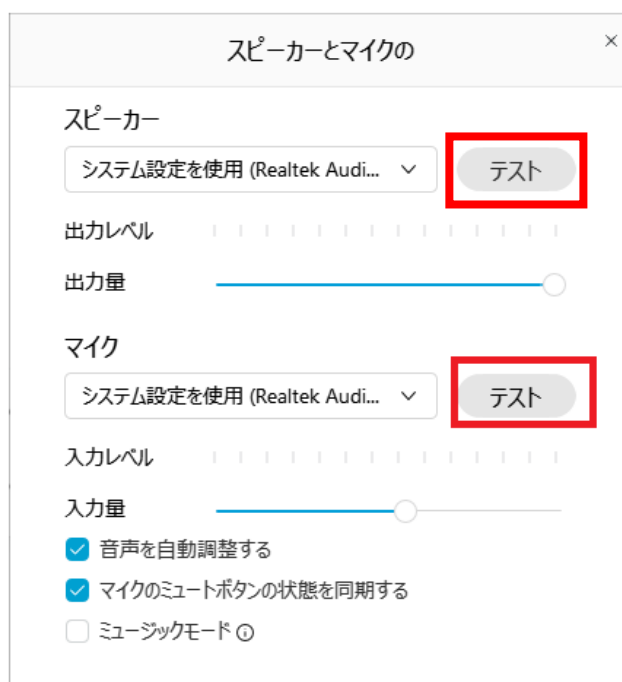 スピーカーとマイクの
スピーカー
システム設定を使用 (Realtek Audi... テスト
出力レベル
出力量
マイク
システム設定を使用 (Realtek Audi... テスト
入力レベル
入力量
音声を自動調整する
マイクのミュートボタンの状態を同期する
ミュージックモード